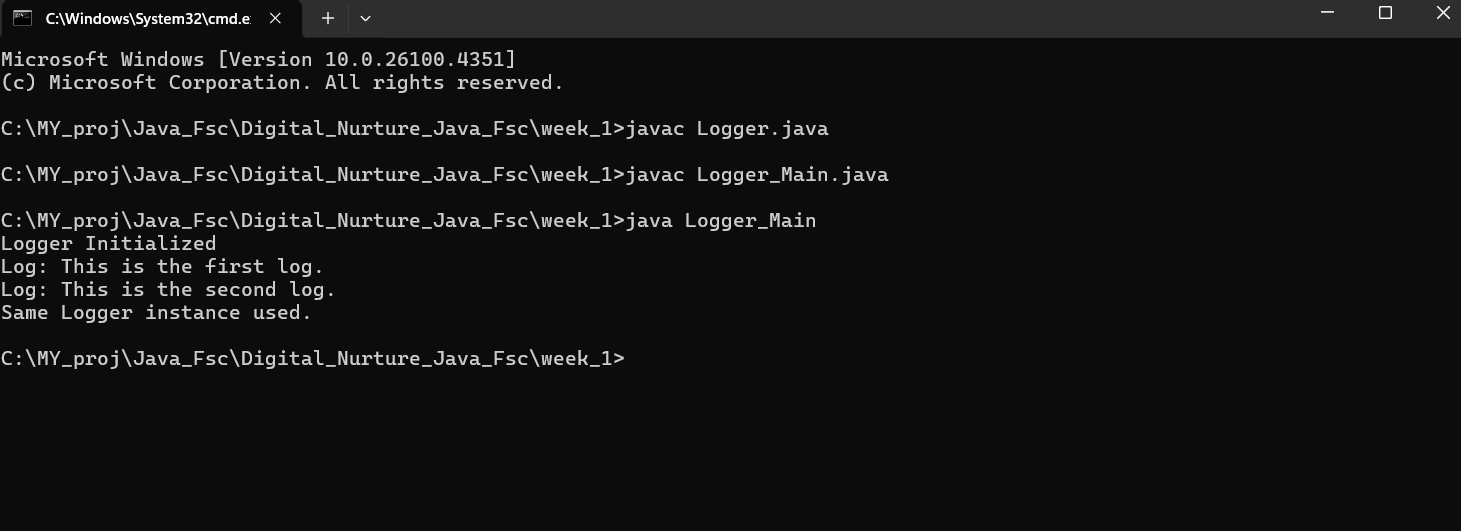 C:\Windows\System32\cmd.e
Microsoft Windows [Version 10.0.26100.4351]
(c) Microsoft Corporation. All rights reserved.
C:\MY_proj\Java_Fsc\Digital_Nurture_Java_Fsc\week_1>javac Logger.java
C:\MY_proj\Java_Fsc\Digital_Nurture_Java_Fsc\week_1>javac Logger_Main.java
C:\MY_proj\Java_Fsc\Digital_Nurture_Java_Fsc\week_1>java Logger_Main
Logger Initialized
Log: This is the first log.
Log: This is the second log.
Same Logger instance used.
C:\MY_proj\Java_Fsc\Digital_Nurture_Java_Fsc\week_1>